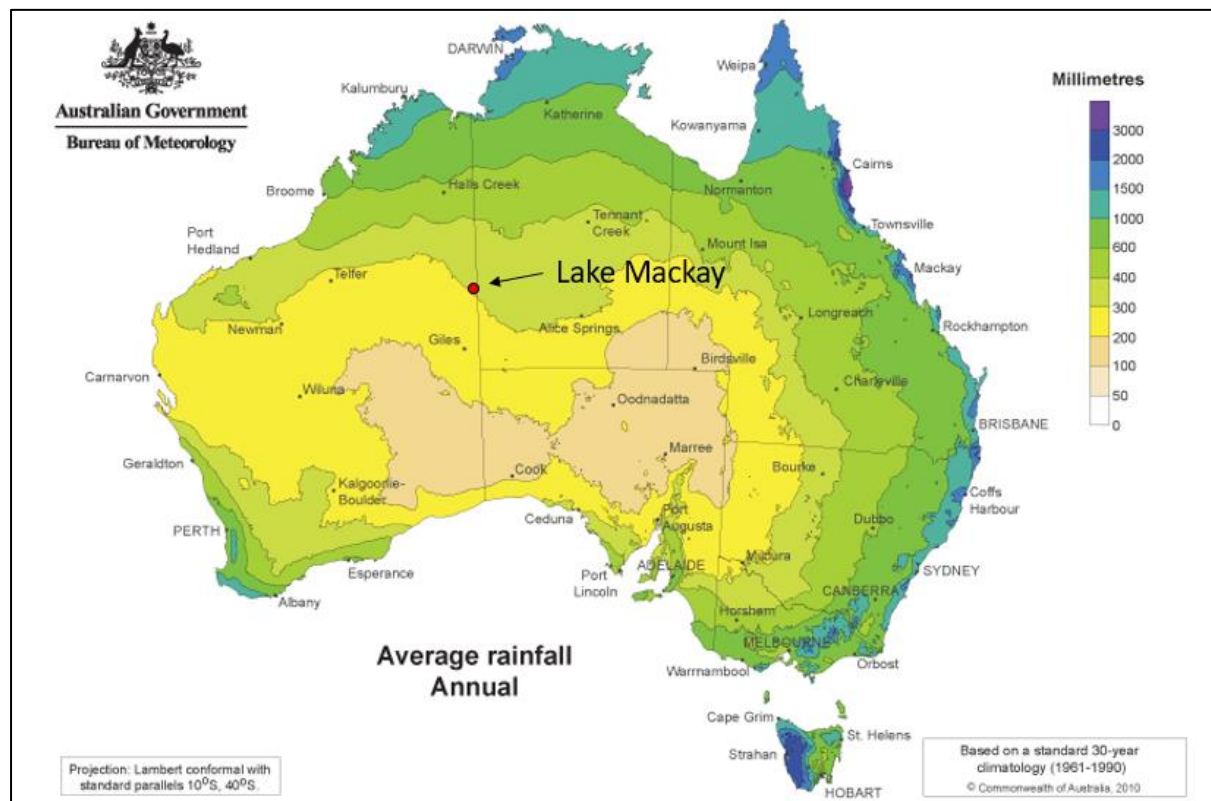 Australian Government
Bureau of Meteorology
DARWIN
Weipa
Millimetres
Kalumburu
Katherine
Kowanyama
3000
2000
1500
1000
600
400
300
200
100
50
0
Cairns
Broome
Halls Creek
Normanton
Townsville
Port
Hedland
Tennant
Creek
Mount Isa
Mackay
Telfer
Lake Mackay
Newman
Alice Springs
Longreach
Rockhampton
Giles
Birdsville
Carnarvon
Wiluna
Oodnadatta
Charleville
BRISBANE
Marree
Geraldton
Cook
Bourke
Kalgoorlie-
Boulder
Coffs
Harbour
PERTH
Ceduna
Port
Augusta
Dubbo
Esperance
Port
Lincoln
ADELAIDE
Mildura
SYDNEY
Albany
CANBERRA
Horsham
MELBOURNE
Average rainfall
Annual
Warrnambool
Orbost
Cape Grim
St. Helens
Strahan
HOBART
Projection: Lambert conformal with
standard parallels 10°S, 40°S.
Based on a standard 30-year
climatology (1961-1990)
© Commonwealth of Australia, 2010